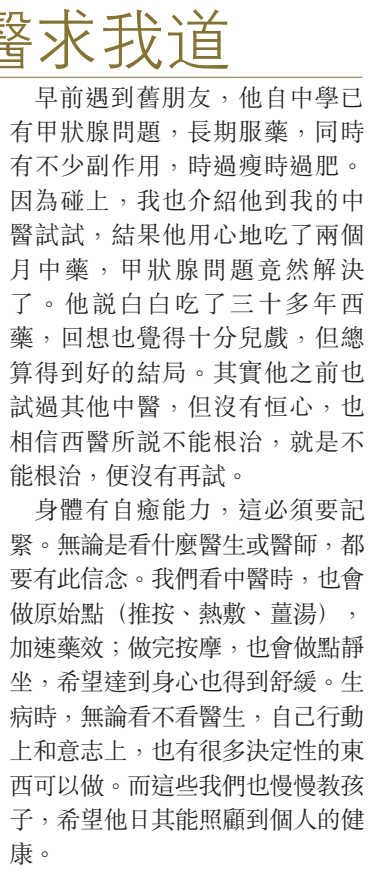 醫求我道
早前遇到舊朋友，他自中學已
有甲狀腺問題，長期服藥，同時
有不少副作用，時過瘦時過肥。
因為碰上，我也介紹他到我的中
醫試試，結果他用心地吃了兩個
月中藥，甲狀腺問題竟然解決
了。他說白白吃了三十多年西
藥，回想也覺得十分兒戲，但總
算得到好的結局。其實他之前也
試過其他中醫，但沒有恒心，也
相信西醫所說不能根治，就是不
能根治，便沒有再試。
身體有自癒能力，這必須要記
緊。無論是看什麼醫生或醫師，都
要有此信念。我們看中醫時，也會
做原始點（推按、熱敷、薑湯），
加速藥效；做完按摩，也會做點靜
坐，希望達到身心也得到舒緩。生
病時，無論看不看醫生，自己行動
上和意志上，也有很多決定性的東
西可以做。而這些我們也慢慢教孩
子，希望他日其能照顧到個人的健
康。